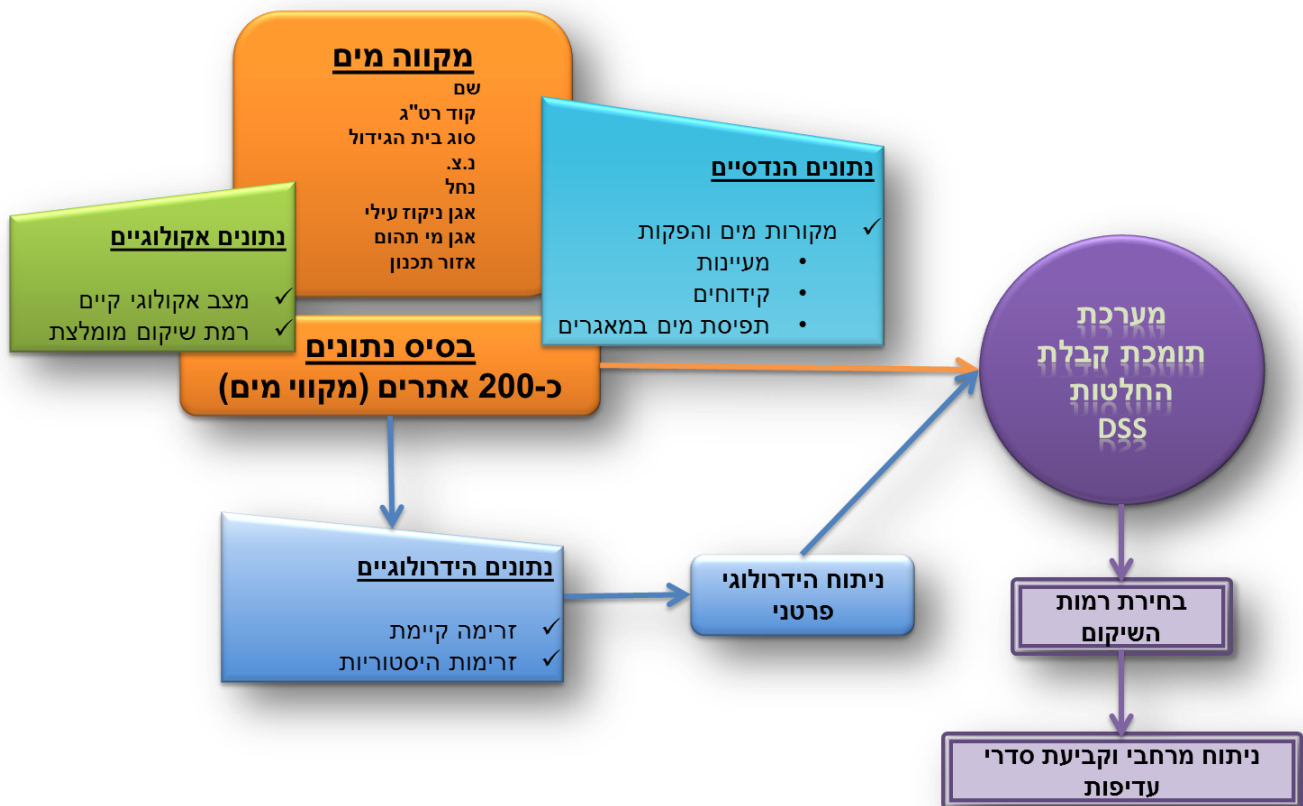 מקווה מים
שם
קוד רט"ג
סוג בית הגידול
נ.צ.
נחל
אגן ניקוז עילי
אגן מי תהום
אזור תכנון
נתונים הנדסיים
✓ מקורות מים והפקות
• מעיינות
• קידוחים
• תפיסת מים במאגרים
נתונים אקולוגיים
✓ מצב אקולוגי קיים
✓ רמת שיקום מומלצת
בסיס נתונים
כ-200 אתרים (מקווי מים)
מערכת
תומכת קבלת
החלטות
DSS
נתונים הידרולוגיים
✓ זרימה קיימת
✓ זרימות היסטוריות
ניתוח הידרולוגי
פרטני
בחירת רמות
השיקום
ניתוח מרחבי וקביעת סדרי
עדיפות